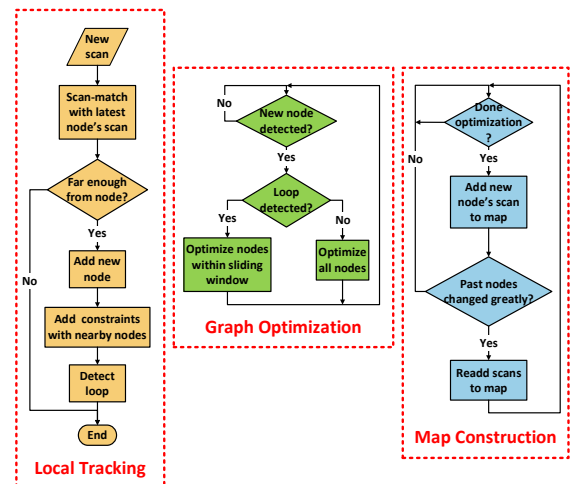 New
scan
Scan-match
with latest
node's scan
Far enough
from node?
Yes
No
Add new
node
Add constraints
with nearby nodes
Detect
loop
End
Local Tracking
No
New node
detected?
Yes
Loop
detected?
Yes
No
Optimize nodes
within sliding
window
Optimize
all nodes
Graph Optimization
Done
optimization
?
No
Yes
Add new
node's scan
to map
Past nodes
changed greatly?
Yes
Readd scans
to map
Map Construction